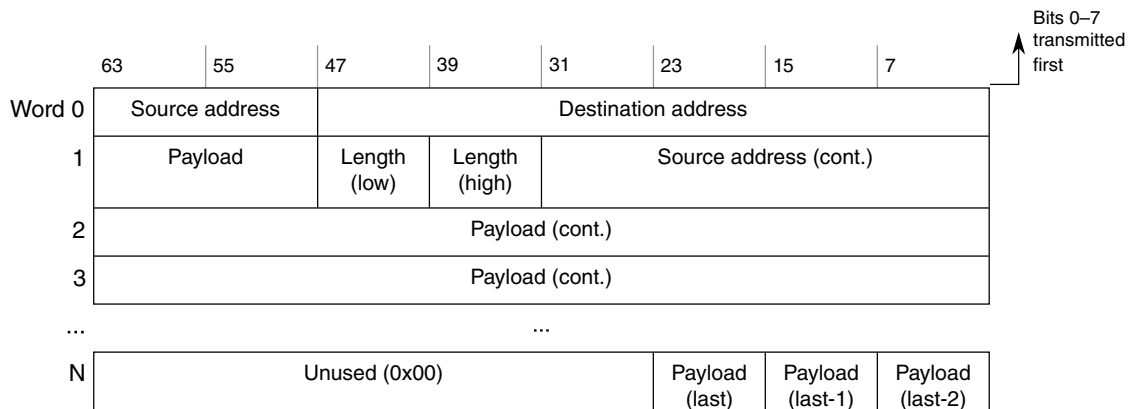 Bits 0–7
transmitted
first
63 55 47 39 31 23 15 7
Word 0 Source address Destination address
1 Payload Length (low) Length (high) Source address (cont.)
2 Payload (cont.)
3 Payload (cont.)
... ...
N Unused (0x00) Payload (last) Payload (last-1) Payload (last-2)